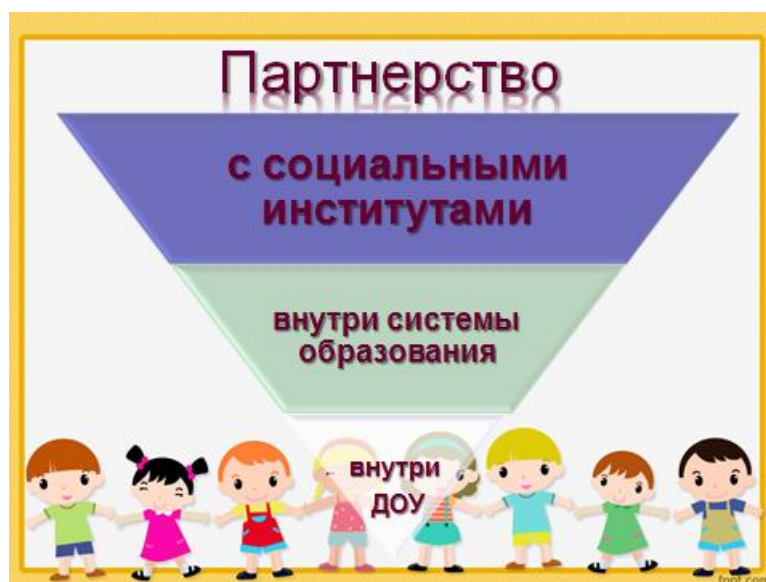 Партнерство
с социальными
институтами
внутри системы
образования
внутри
ДОУ